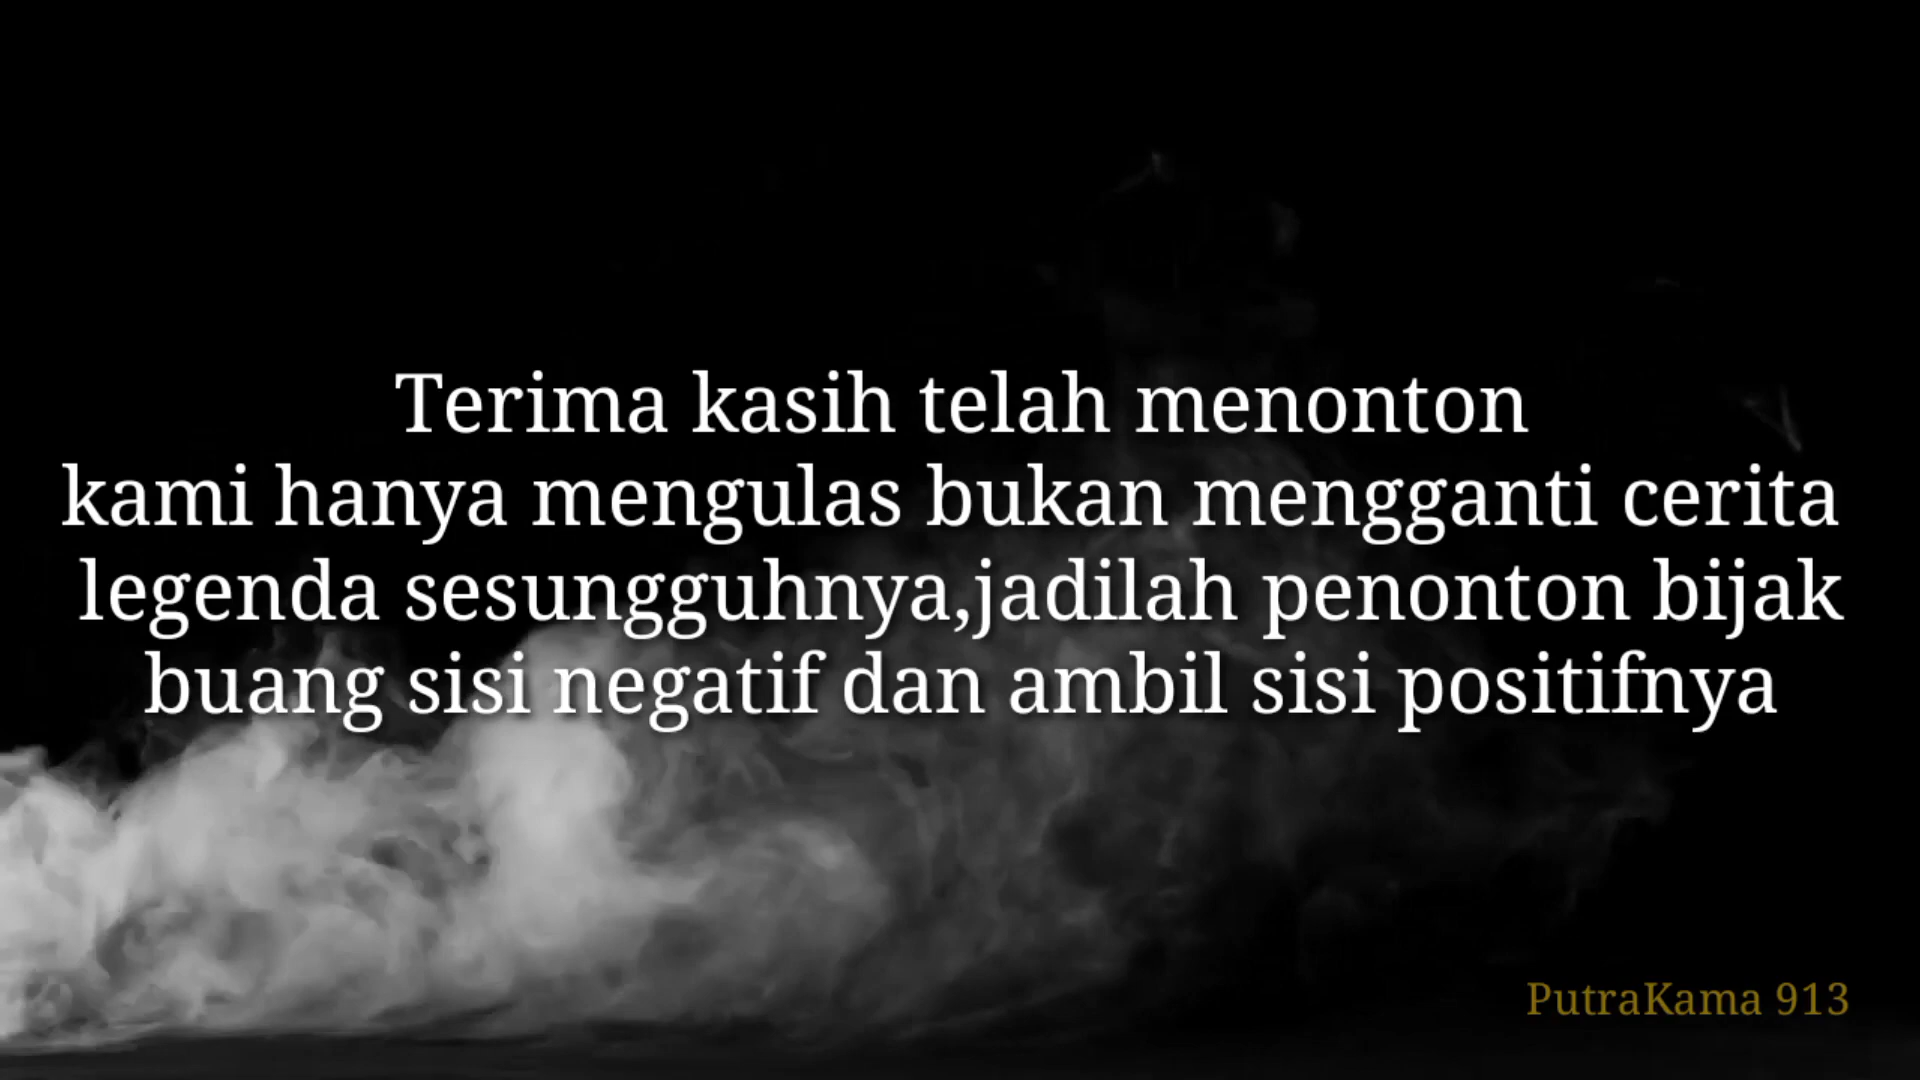 Terima kasih telah menonton
kami hanya mengulas bukan mengganti cerita
legenda sesungguhnya,jadilah penonton bijak
buang sisi negatif dan ambil sisi positifnya
PutraKama 913